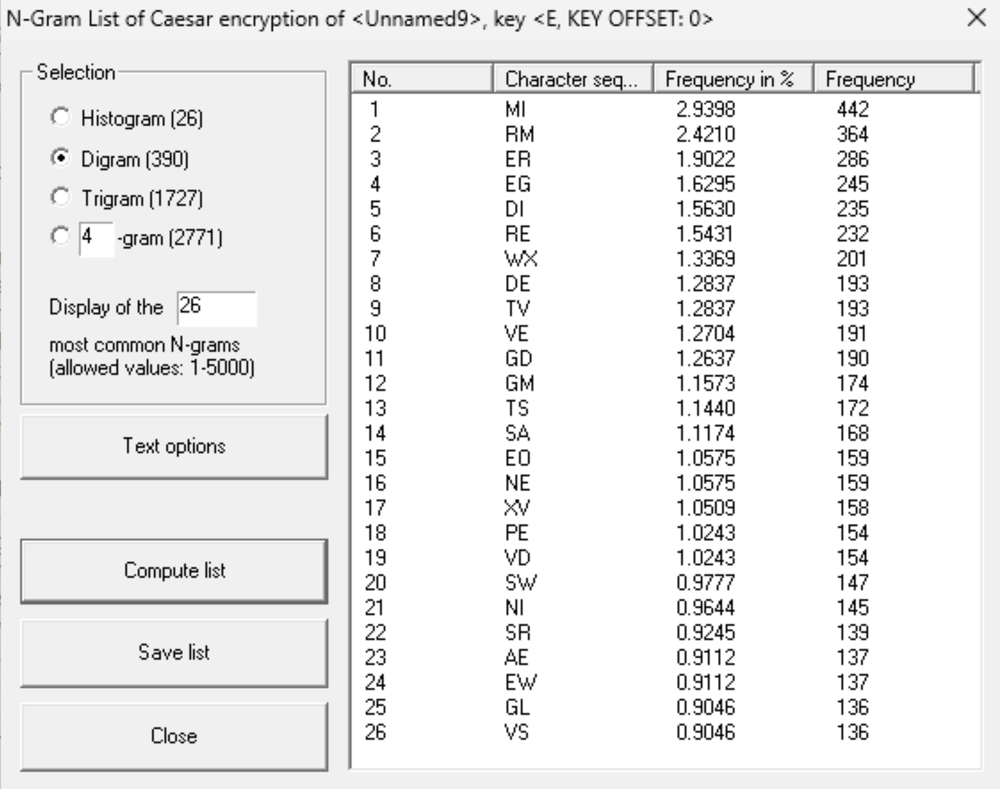 N-Gram List of Caesar encryption of <Unnamed9>, key <E, KEY OFFSET: 0>
Selection
Histogram (26)
Digram (390)
Trigram (1727)
4 -gram (2771)
Display of the 26
most common N-grams
(allowed values: 1-5000)
Text options
Compute list
Save list
Close
No. Character seq... Frequency in % Frequency
1 MI 2.9398 442
2 RM 2.4210 364
3 ER 1.9022 286
4 EG 1.6295 245
5 DI 1.5630 235
6 RE 1.5431 232
7 WX 1.3369 201
8 DE 1.2837 193
9 TV 1.2837 193
10 VE 1.2704 191
11 GD 1.2637 190
12 GM 1.1573 174
13 TS 1.1440 172
14 SA 1.1174 168
15 EO 1.0575 159
16 NE 1.0575 159
17 XV 1.0509 158
18 PE 1.0243 154
19 VD 1.0243 154
20 SW 0.9777 147
21 NI 0.9644 145
22 SR 0.9245 139
23 AE 0.9112 137
24 EW 0.9112 137
25 GL 0.9046 136
26 VS 0.9046 136